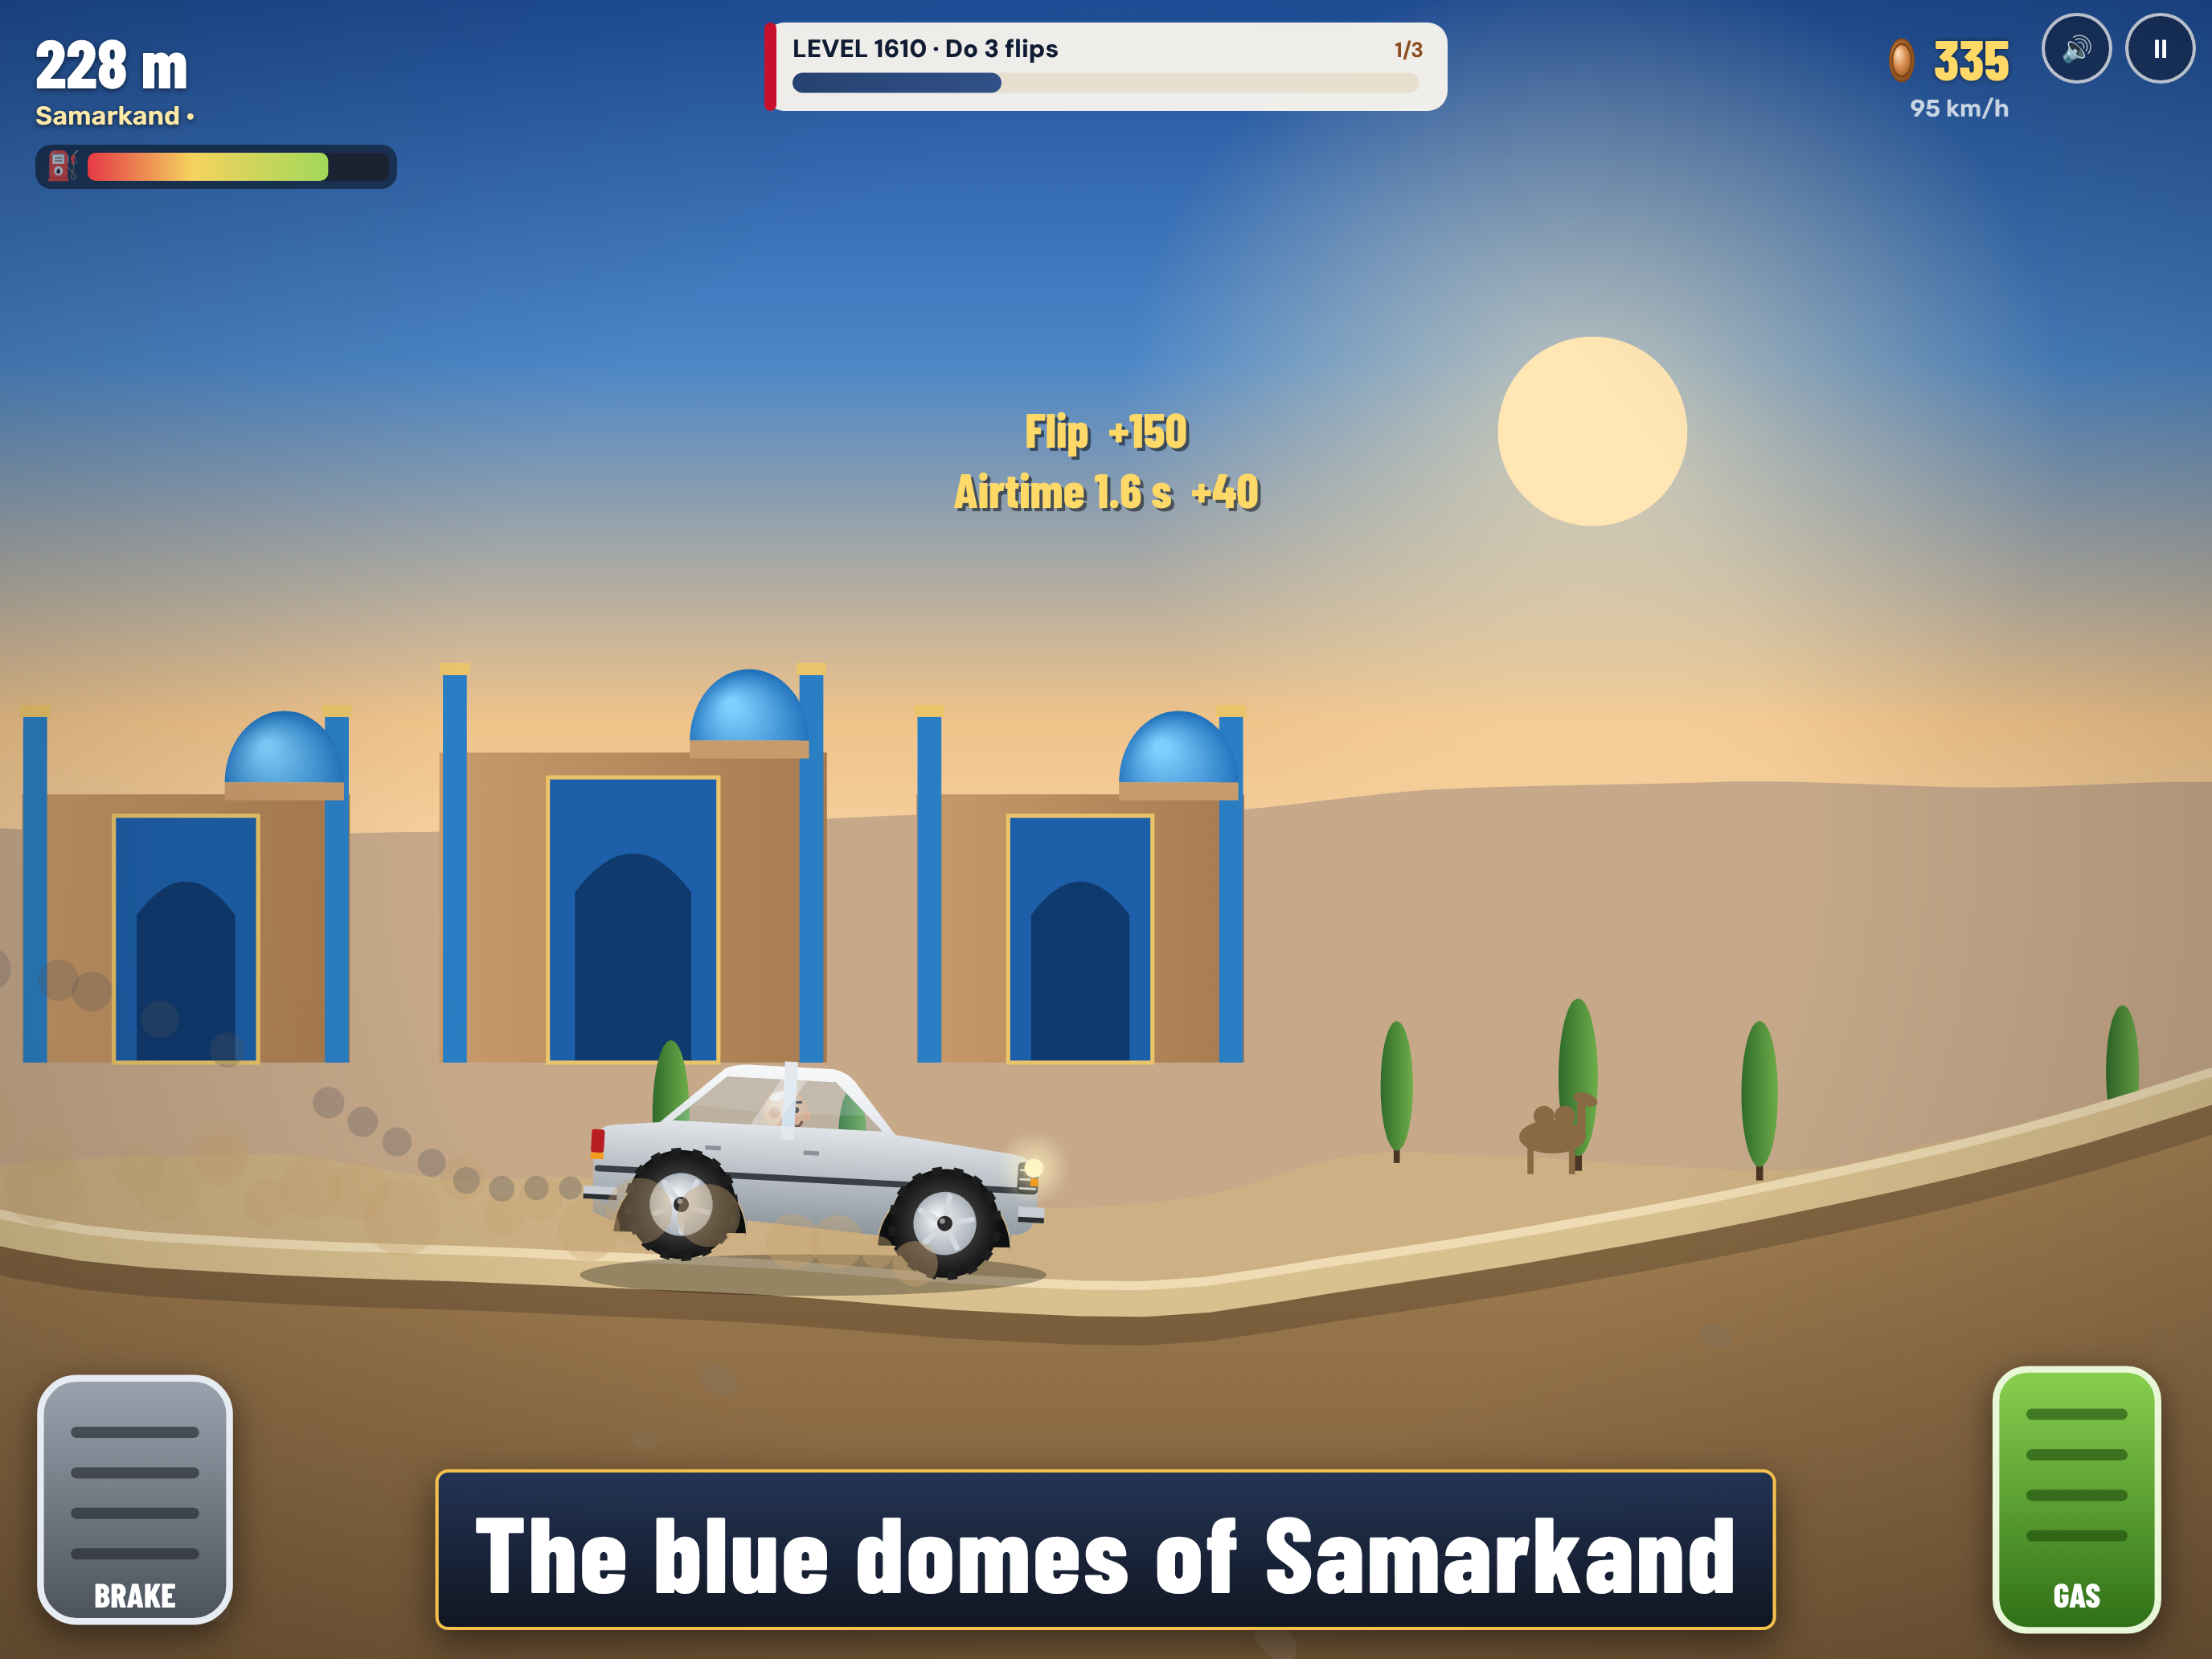 228 m
Samarkand •
LEVEL 1610 · Do 3 flips 1/3
335
95 km/h
Flip +150
Airtime 1.6 s +40
BRAKE
The blue domes of Samarkand
GAS